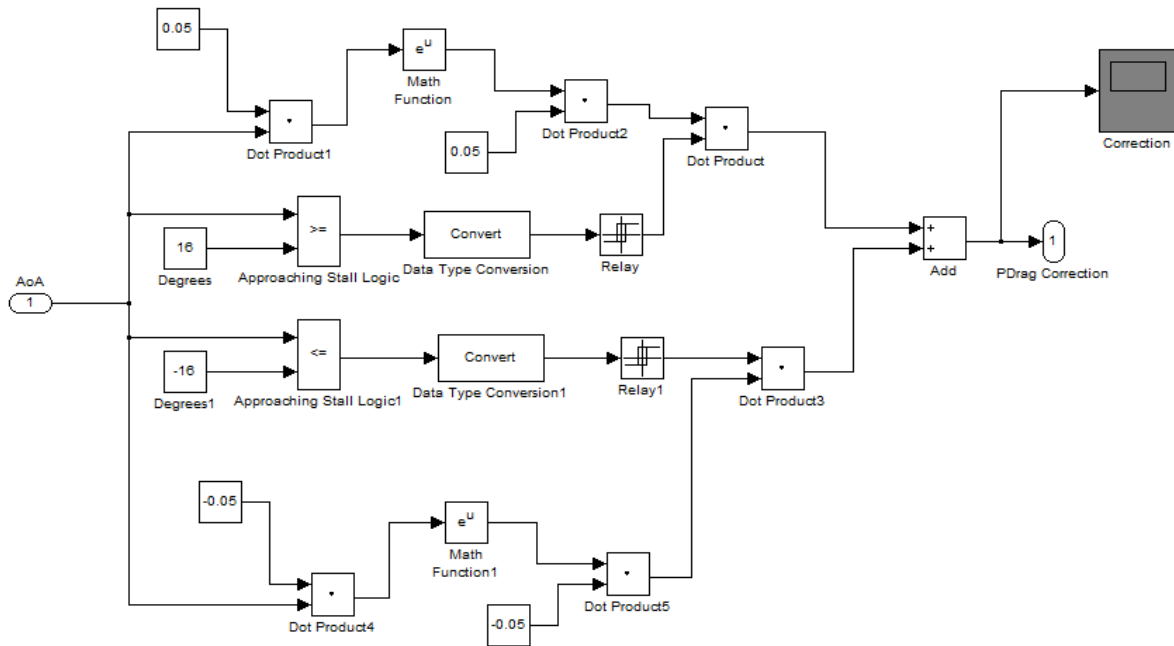 0.05
e^u
Math
Function
Dot Product1
0.05
Dot Product2
Dot Product
Correction
16
Degrees
>=
Approaching Stall Logic
Convert
Data Type Conversion
Relay
+
+
Add
1
PDrag Correction
AoA
1
-16
Degrees1
<=
Approaching Stall Logic1
Convert
Data Type Conversion1
Relay1
Dot Product3
-0.05
e^u
Math
Function1
Dot Product4
-0.05
Dot Product5